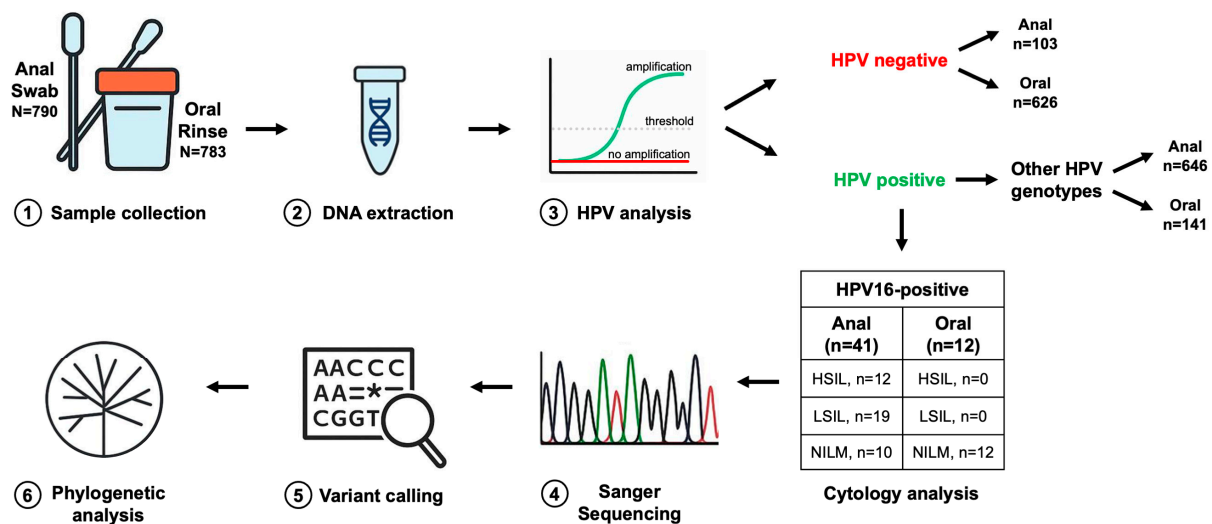 Anal
Swab
N=790
Oral
Rinse
N=783
1 Sample collection
2 DNA extraction
amplification
threshold
no amplification
3 HPV analysis
HPV negative
Anal
n=103
Oral
n=626
HPV positive
Other HPV
genotypes
Anal
n=646
Oral
n=141
HPV16-positive
Anal
(n=41)
Oral
(n=12)
HSIL, n=12
HSIL, n=0
LSIL, n=19
LSIL, n=0
NILM, n=10
NILM, n=12
Cytology analysis
4 Sanger
Sequencing
AACCC
AA=*=
CGGT
5 Variant calling
6 Phylogenetic
analysis